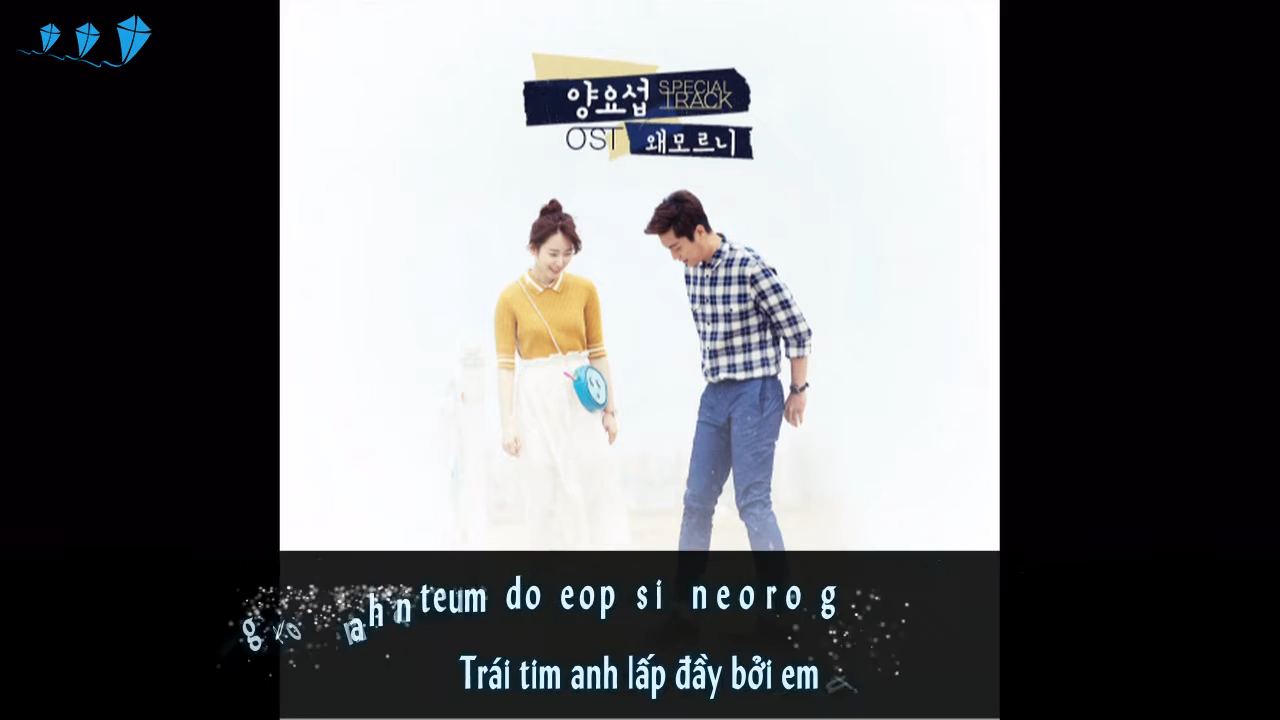 양요섭 SPECIAL TRACK
OST 왜모르니
teum do eop si neoro g
Trái tim anh lấp đầy bởi em